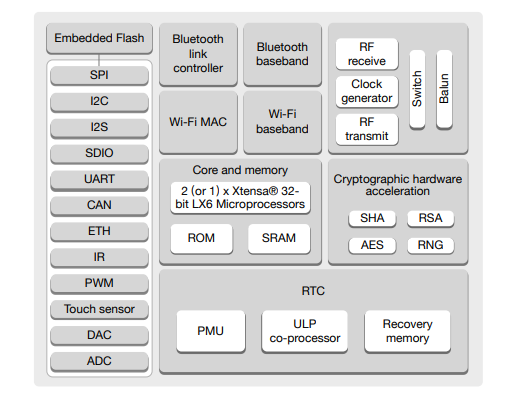 Embedded Flash
SPI
I2C
I2S
SDIO
UART
CAN
ETH
IR
PWM
Touch sensor
DAC
ADC
Bluetooth
link
controller
Bluetooth
baseband
Wi-Fi MAC
Wi-Fi
baseband
RF
receive
Clock
generator
RF
transmit
Switch
Balun
Core and memory
2 (or 1) x Xtensa® 32-
bit LX6 Microprocessors
ROM
SRAM
Cryptographic hardware
acceleration
SHA
RSA
AES
RNG
RTC
PMU
ULP
co-processor
Recovery
memory